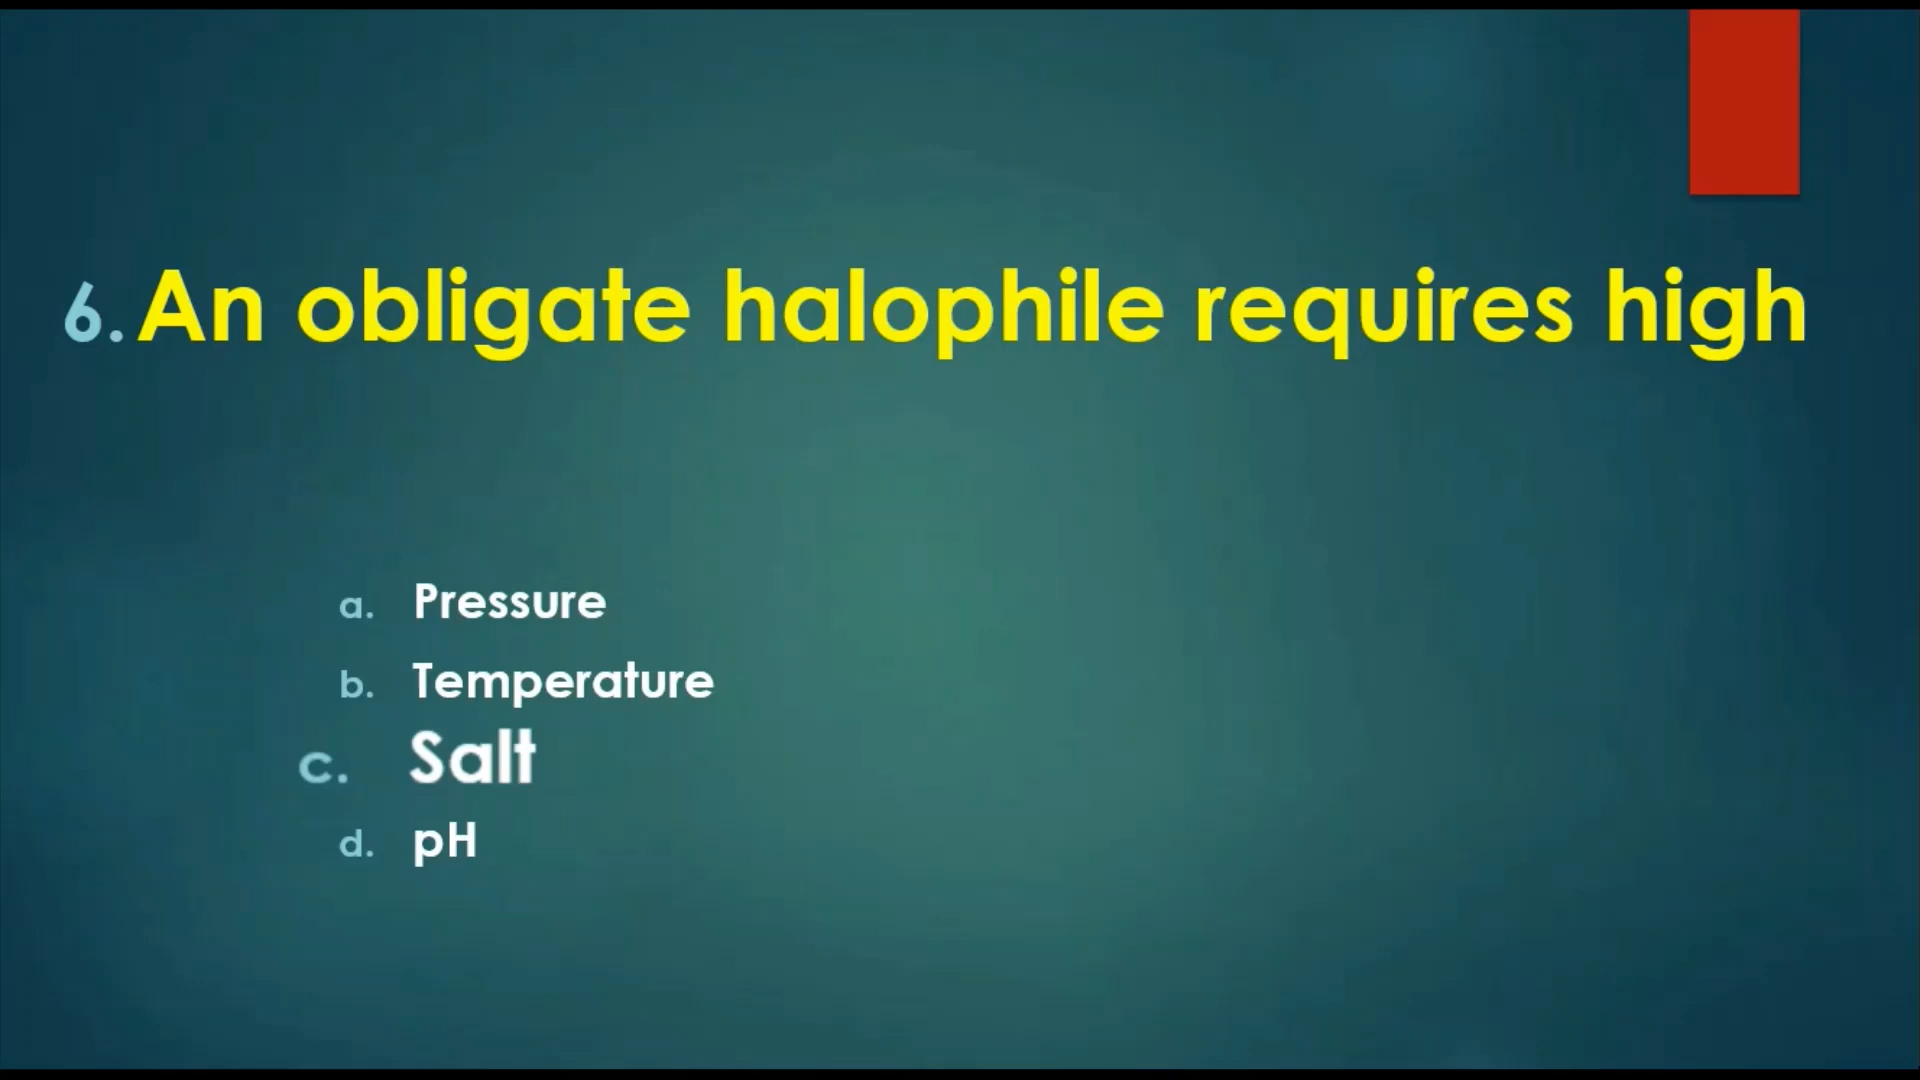 6. An obligate halophile requires high
a. Pressure
b. Temperature
c. Salt
d. pH